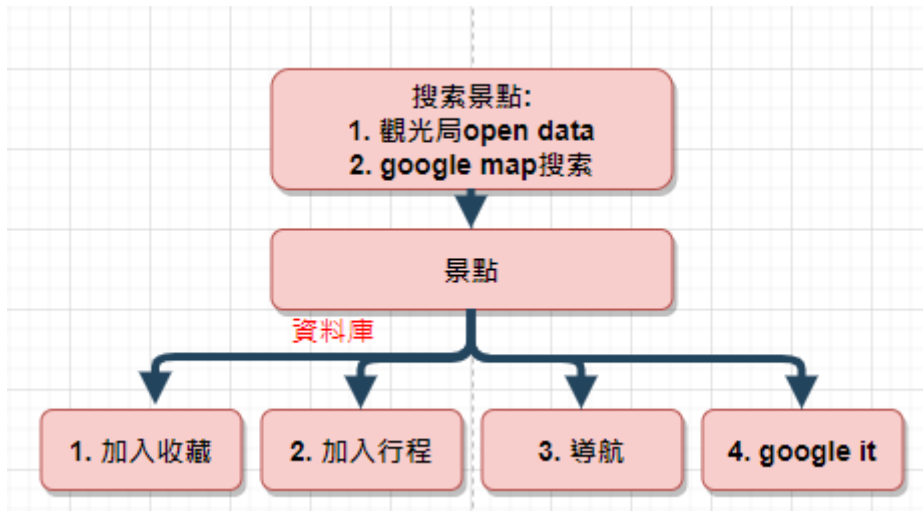 搜索景點:
1. 觀光局open data
2. google map搜索
景點
資料庫
1. 加入收藏
2. 加入行程
3. 導航
4. google it